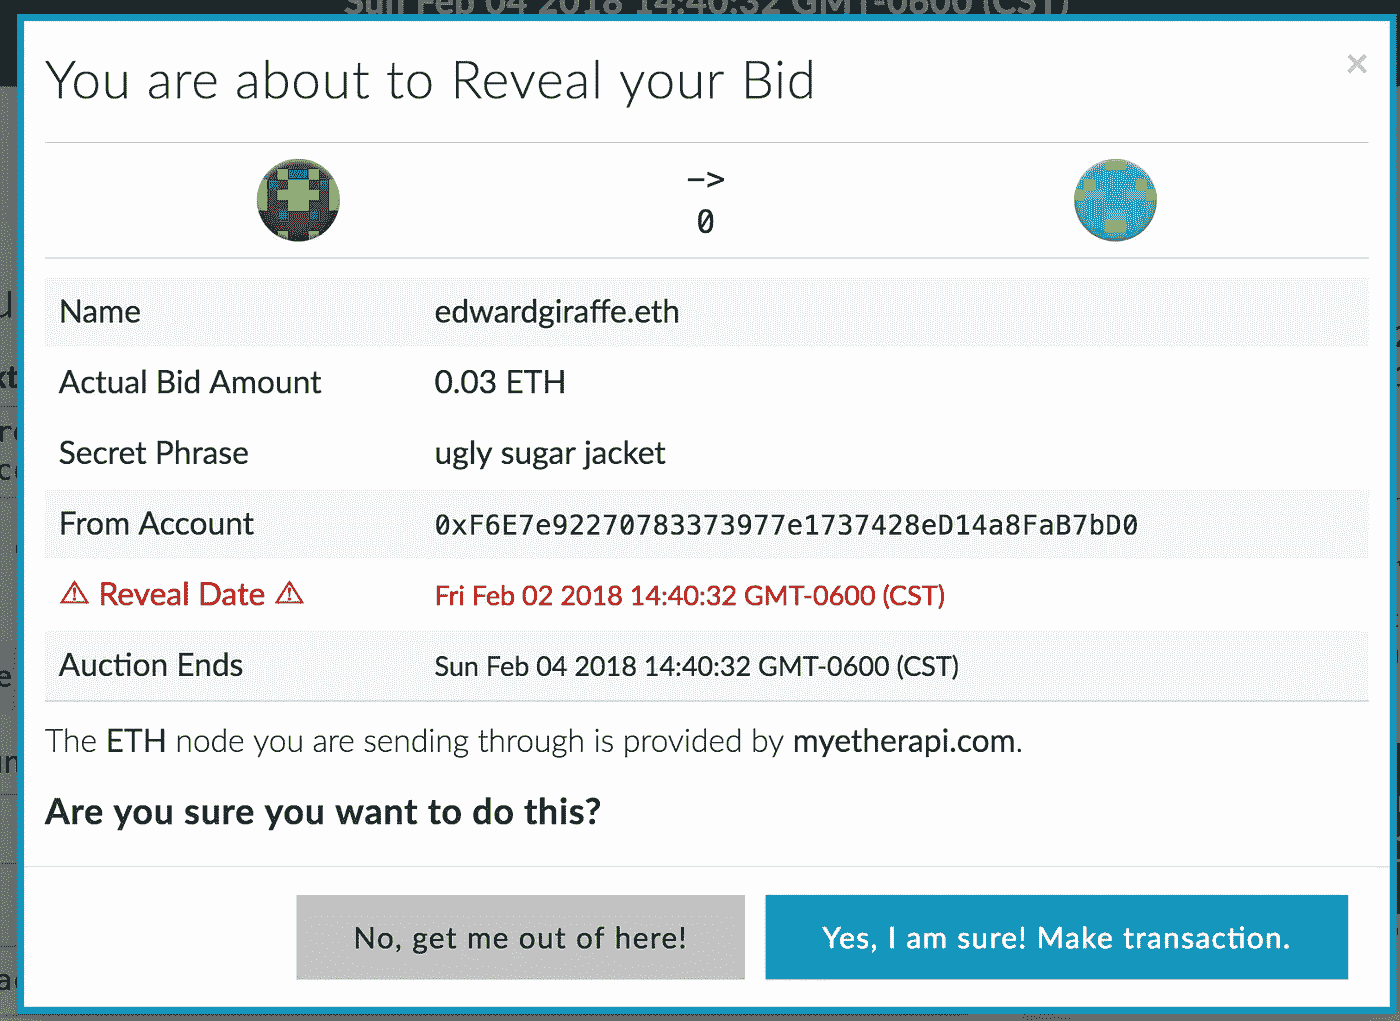 Sun Feb 04 2018 14:40:32 GMT-0600 (CST)
You are about to Reveal your Bid
×
–>
0
Name edwardgiraffe.eth
Actual Bid Amount 0.03 ETH
Secret Phrase ugly sugar jacket
From Account 0xF6E7e92270783373977e1737428eD14a8FaB7bD0
⚠ Reveal Date ⚠ Fri Feb 02 2018 14:40:32 GMT-0600 (CST)
Auction Ends Sun Feb 04 2018 14:40:32 GMT-0600 (CST)
The ETH node you are sending through is provided by myetherapi.com.
Are you sure you want to do this?
No, get me out of here!
Yes, I am sure! Make transaction.